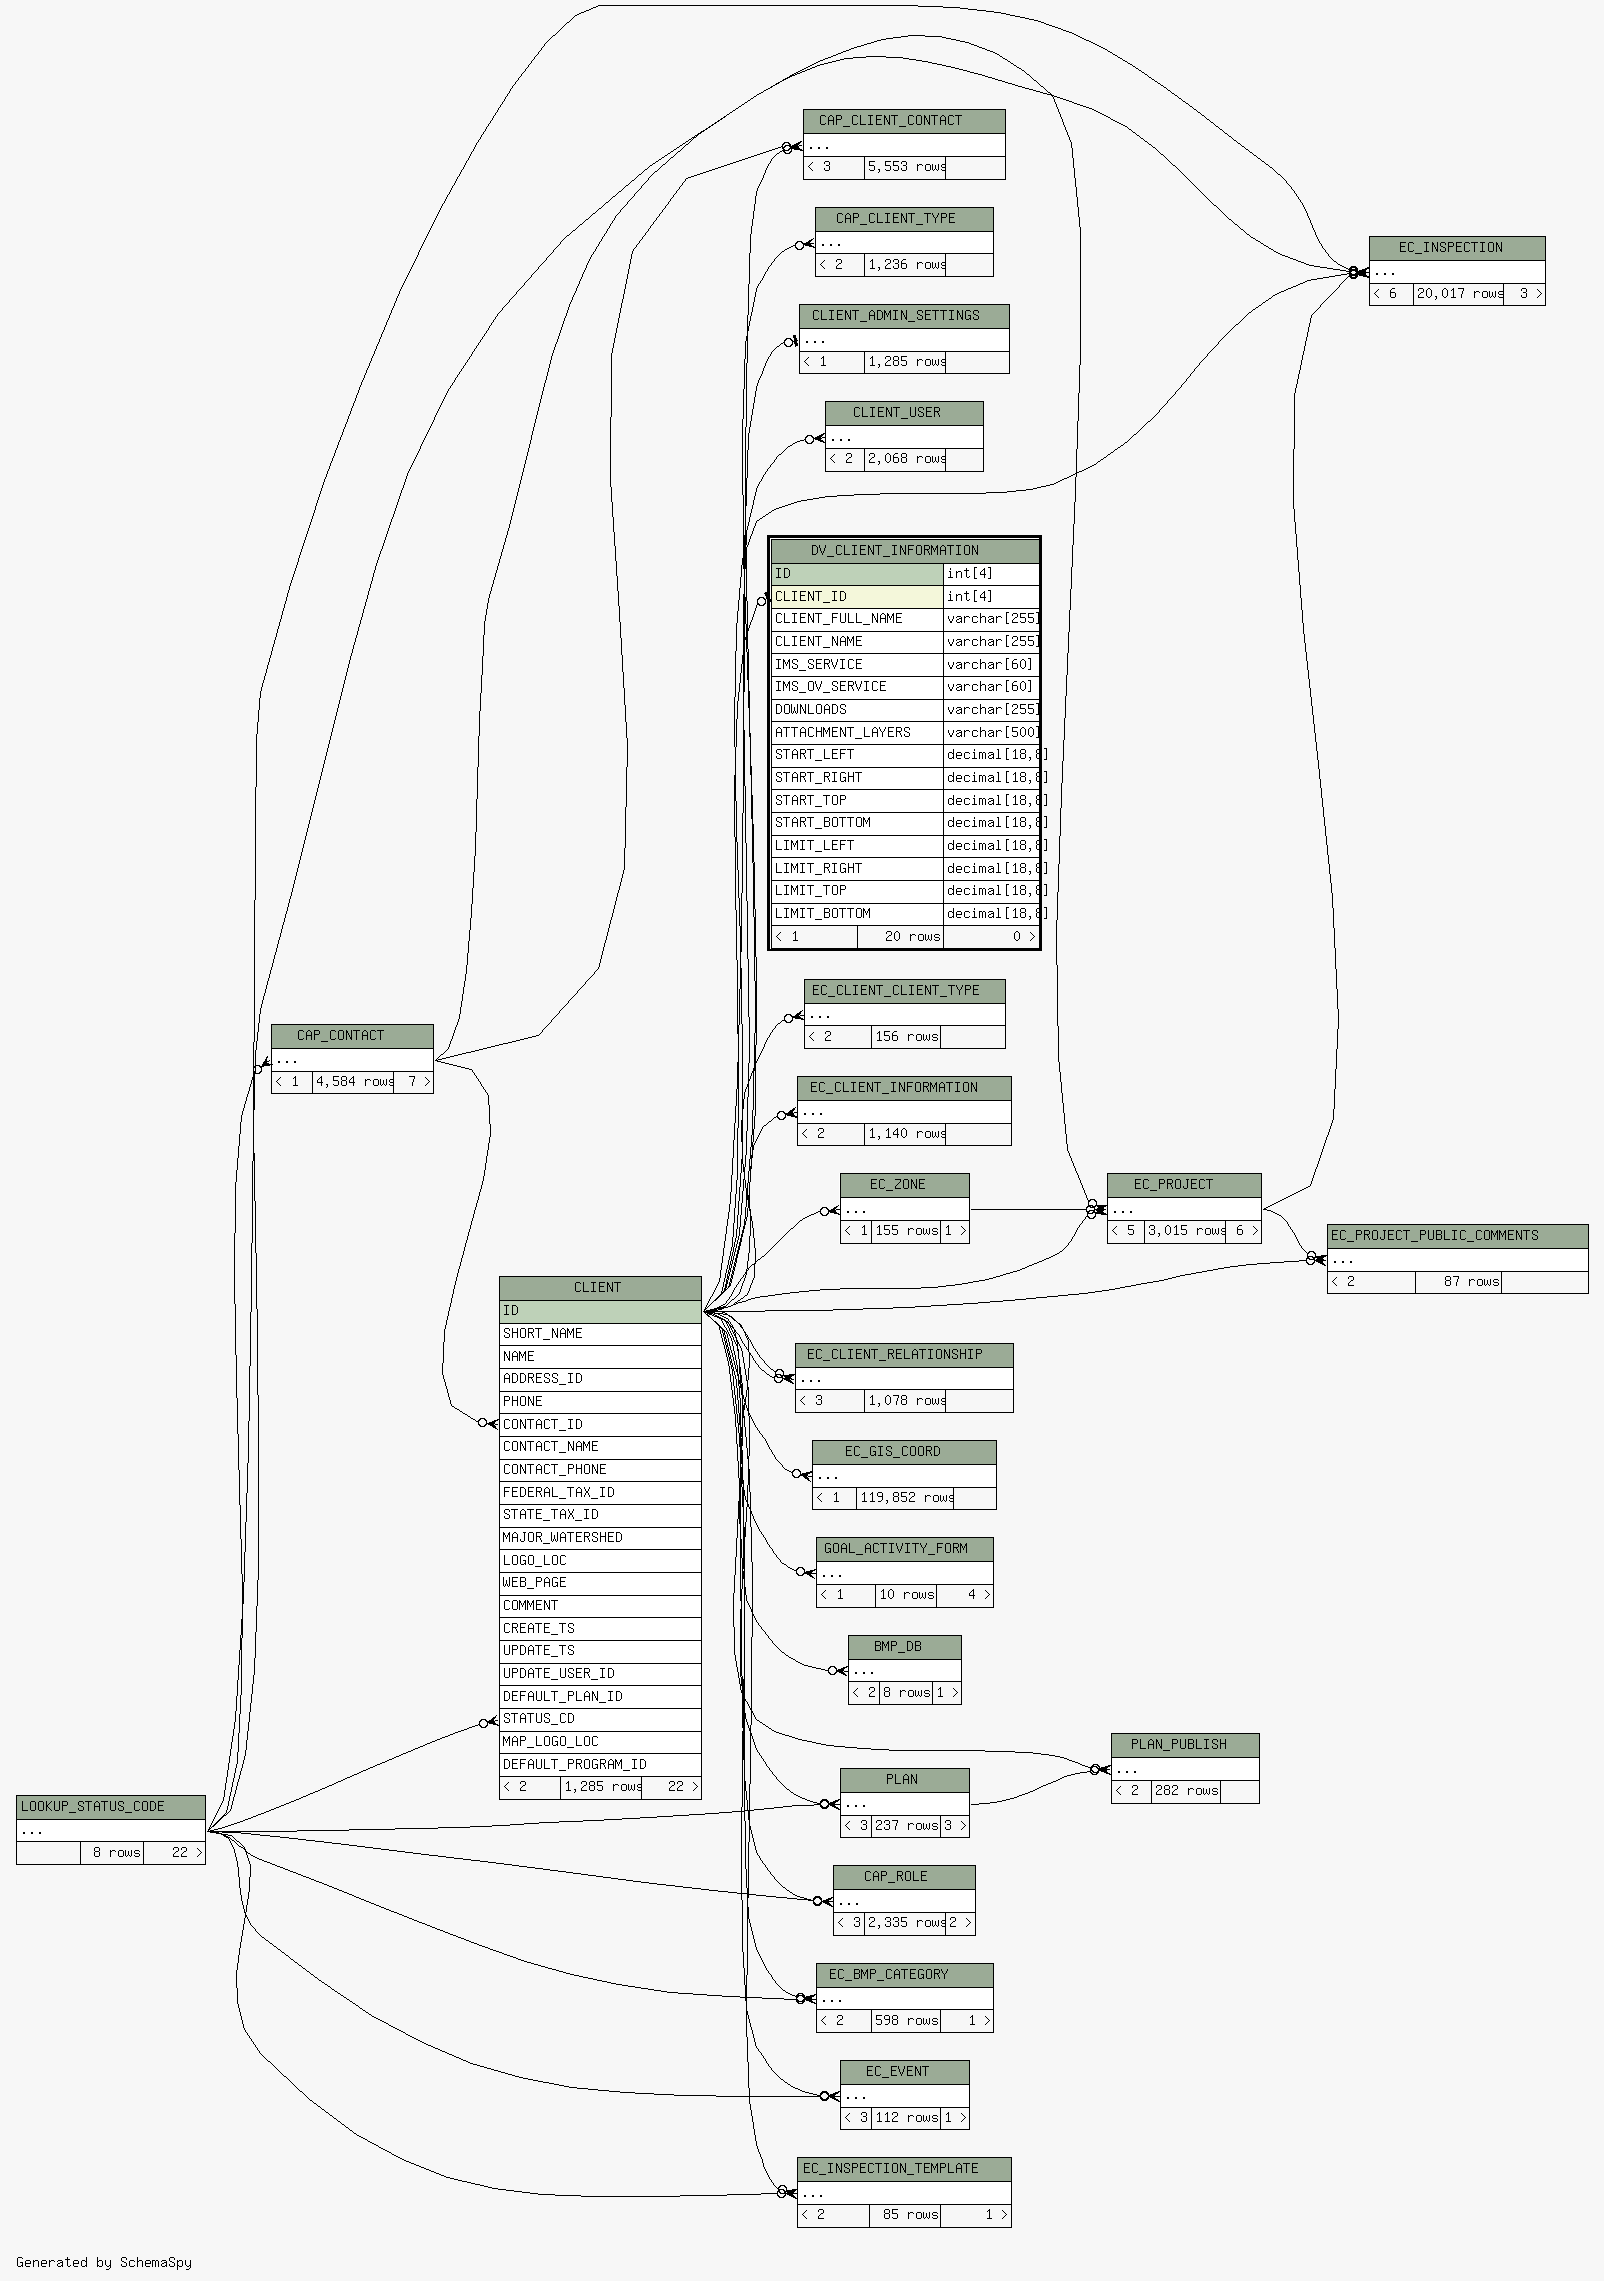 CAP_CLIENT_CONTACT
...
< 3 5,553 rows
CAP_CLIENT_TYPE
...
< 2 1,236 rows
EC_INSPECTION
...
< 6 20,017 rows 3 >
CLIENT_ADMIN_SETTINGS
...
< 1 1,285 rows
CLIENT_USER
...
< 2 2,068 rows
DV_CLIENT_INFORMATION
ID int[4]
CLIENT_ID int[4]
CLIENT_FULL_NAME varchar[255]
CLIENT_NAME varchar[255]
IMS_SERVICE varchar[60]
IMS_OV_SERVICE varchar[60]
DOWNLOADS varchar[255]
ATTACHMENT_LAYERS varchar[500]
START_LEFT decimal[18,8]
START_RIGHT decimal[18,8]
START_TOP decimal[18,8]
START_BOTTOM decimal[18,8]
LIMIT_LEFT decimal[18,8]
LIMIT_RIGHT decimal[18,8]
LIMIT_TOP decimal[18,8]
LIMIT_BOTTOM decimal[18,8]
< 1 20 rows 0 >
EC_CLIENT_CLIENT_TYPE
...
< 2 156 rows
CAP_CONTACT
...
< 1 4,584 rows 7 >
EC_CLIENT_INFORMATION
...
< 2 1,140 rows
EC_ZONE
...
< 1 155 rows 1 >
EC_PROJECT
...
< 5 3,015 rows 6 >
EC_PROJECT_PUBLIC_COMMENTS
...
< 2 87 rows
CLIENT
ID
SHORT_NAME
NAME
ADDRESS_ID
PHONE
CONTACT_ID
CONTACT_NAME
CONTACT_PHONE
FEDERAL_TAX_ID
STATE_TAX_ID
MAJOR_WATERSHED
LOGO_LOC
WEB_PAGE
COMMENT
CREATE_TS
UPDATE_TS
UPDATE_USER_ID
DEFAULT_PLAN_ID
STATUS_CD
MAP_LOGO_LOC
DEFAULT_PROGRAM_ID
< 2 1,285 rows 22 >
EC_CLIENT_RELATIONSHIP
...
< 3 1,078 rows
EC_GIS_COORD
...
< 1 119,852 rows
GOAL_ACTIVITY_FORM
...
< 1 10 rows 4 >
BMP_DB
...
< 2 8 rows 1 >
PLAN_PUBLISH
...
< 2 282 rows
PLAN
...
< 3 237 rows 3 >
LOOKUP_STATUS_CODE
...
8 rows 22 >
CAP_ROLE
...
< 3 2,335 rows 2 >
EC_BMP_CATEGORY
...
< 2 598 rows 1 >
EC_EVENT
...
< 3 112 rows 1 >
EC_INSPECTION_TEMPLATE
...
< 2 85 rows 1 >
Generated by SchemaSpy